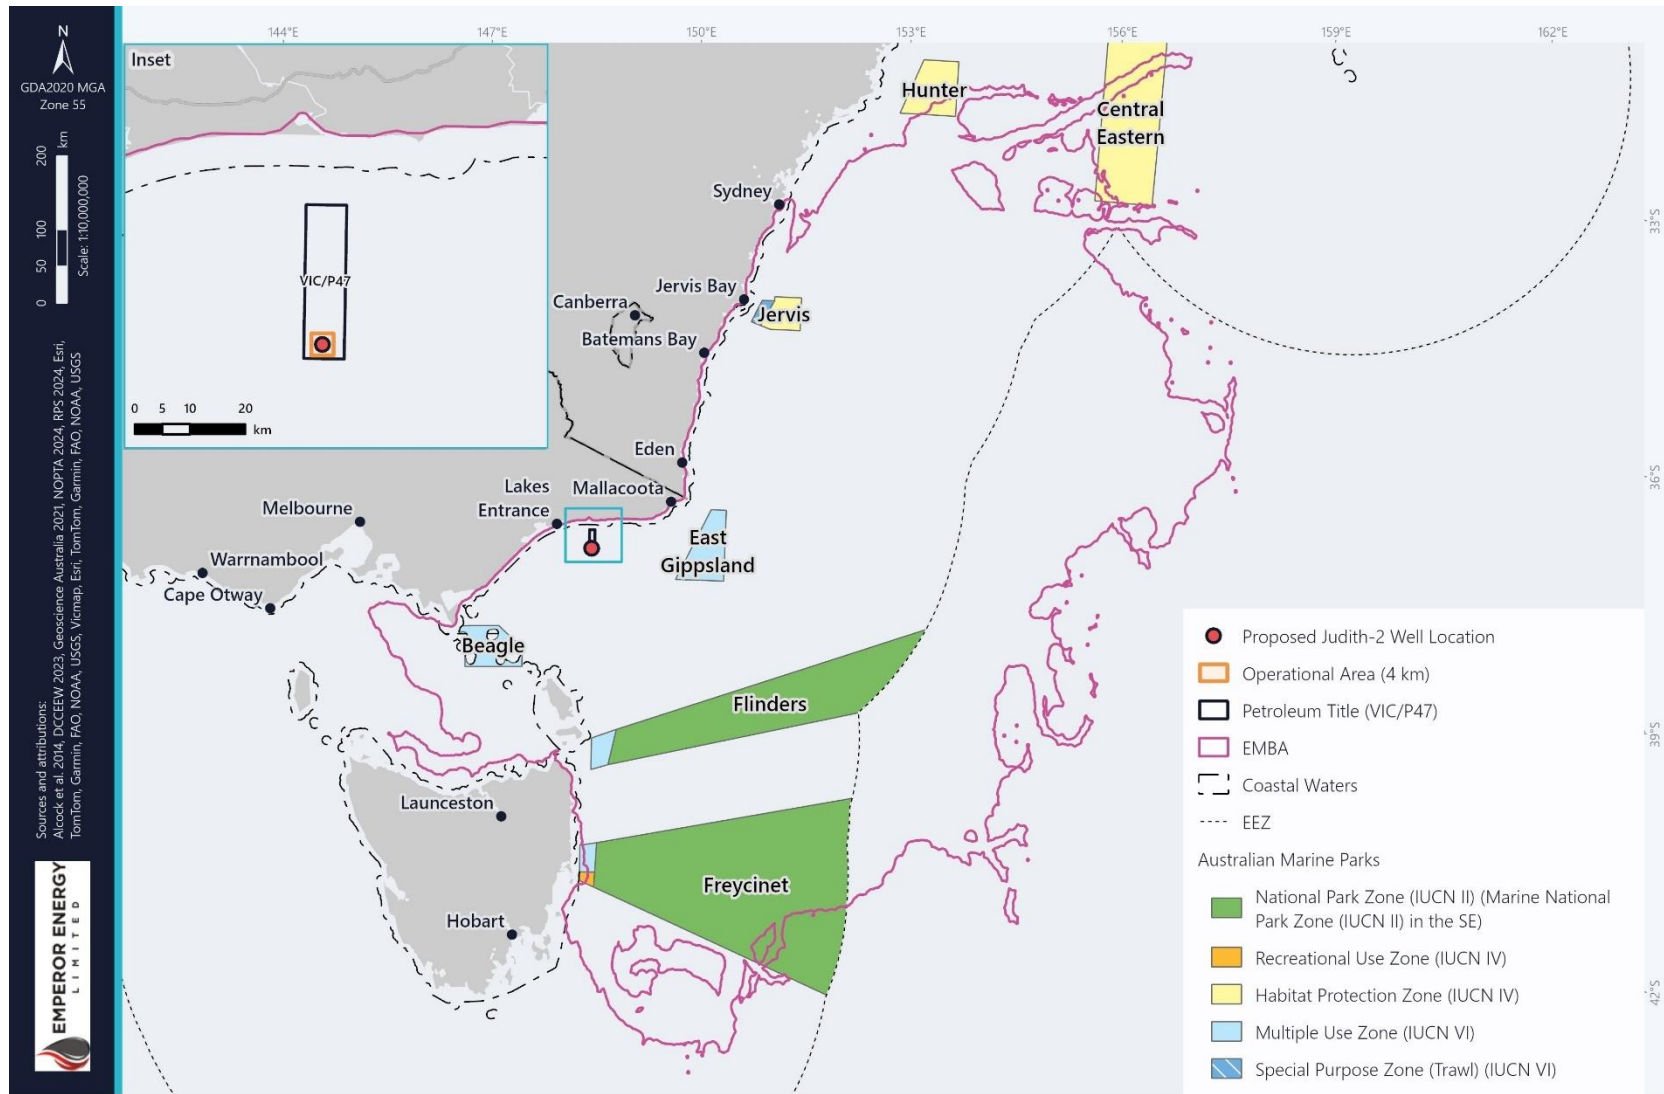 144°E
147°E
150°E
153°E
156°E
159°E
162°E
N
GDA2020 MGA
Zone 55
0 50 100 200
km
Scale: 1:10,000,000
Sources and attributions:
Alcock et al. 2014, DCCEEW 2023, Geoscience Australia 2021, NOPTA 2024, RPS 2024, Esri,
TomTom, Garmin, FAO, NOAA, USGS, Vicmap, Esri, TomTom, Garmin, FAO, NOAA, USGS
EMPEROR ENERGY
LIMITED
Inset
VIC/P47
0 5 10 20
km
Hunter
Central
Eastern
Sydney
33°S
Jervis Bay
Canberra
Jervis
Batemans Bay
Eden
36°S
Lakes
Entrance
Mallacoota
Melbourne
East
Gippsland
Warrnambool
Cape Otway
Beagle
Flinders
39°S
Launceston
Freycinet
Hobart
42°S
Proposed Judith-2 Well Location
Operational Area (4 km)
Petroleum Title (VIC/P47)
EMBA
Coastal Waters
EEZ
Australian Marine Parks
National Park Zone (IUCN II) (Marine National
Park Zone (IUCN II) in the SE)
Recreational Use Zone (IUCN IV)
Habitat Protection Zone (IUCN IV)
Multiple Use Zone (IUCN VI)
Special Purpose Zone (Trawl) (IUCN VI)